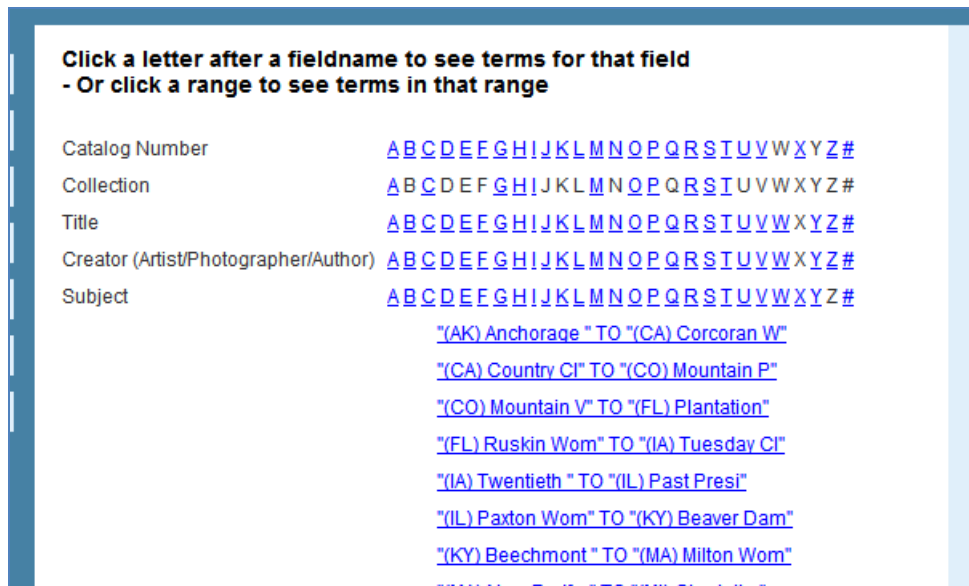 Click a letter after a fieldname to see terms for that field
- Or click a range to see terms in that range
Catalog Number A B C D E F G H I J K L M N O P Q R S T U V W X Y Z #
Collection A B C D E F G H I J K L M N O P Q R S T U V W X Y Z #
Title A B C D E F G H I J K L M N O P Q R S T U V W X Y Z #
Creator (Artist/Photographer/Author) A B C D E F G H I J K L M N O P Q R S T U V W X Y Z #
Subject A B C D E F G H I J K L M N O P Q R S T U V W X Y Z #
"(AK) Anchorage " TO "(CA) Corcoran W"
"(CA) Country Cl" TO "(CO) Mountain P"
"(CO) Mountain V" TO "(FL) Plantation"
"(FL) Ruskin Wom" TO "(IA) Tuesday Cl"
"(IA) Twentieth " TO "(IL) Past Presi"
"(IL) Paxton Wom" TO "(KY) Beaver Dam"
"(KY) Beechmont " TO "(MA) Milton Wom"